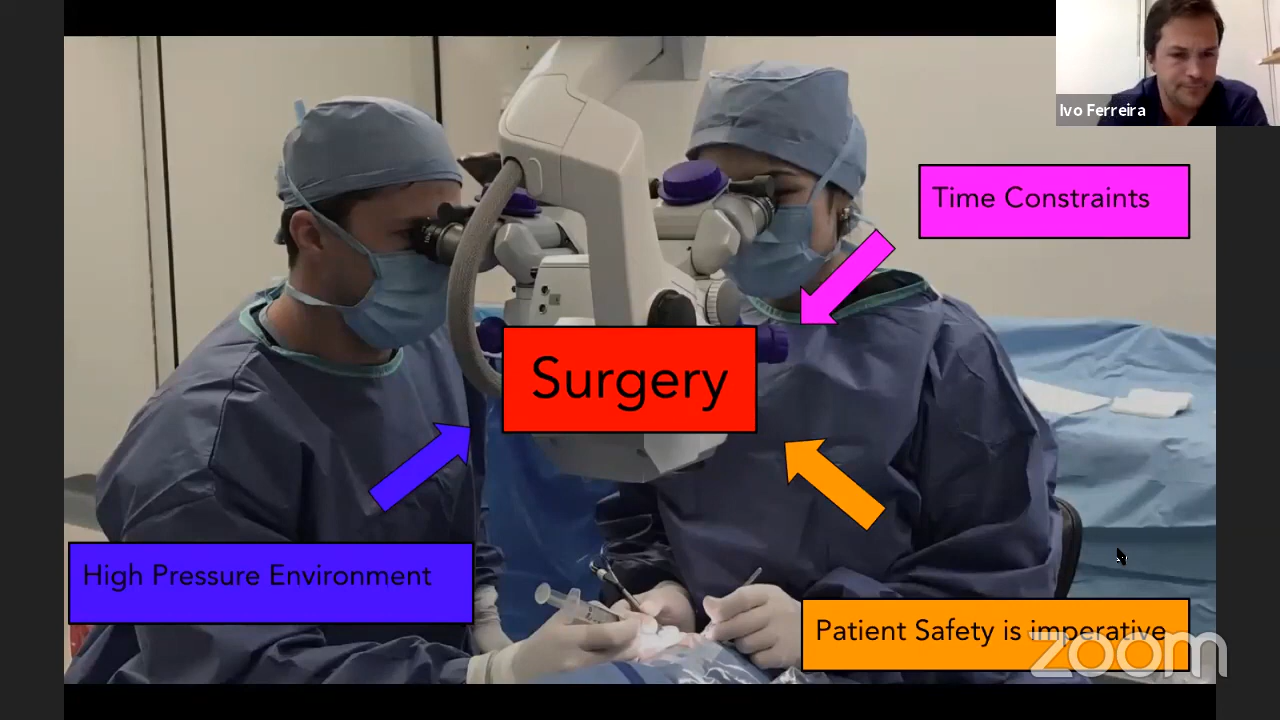 Ivo Ferreira
Time Constraints
Surgery
High Pressure Environment
Patient Safety is imperative
zoom